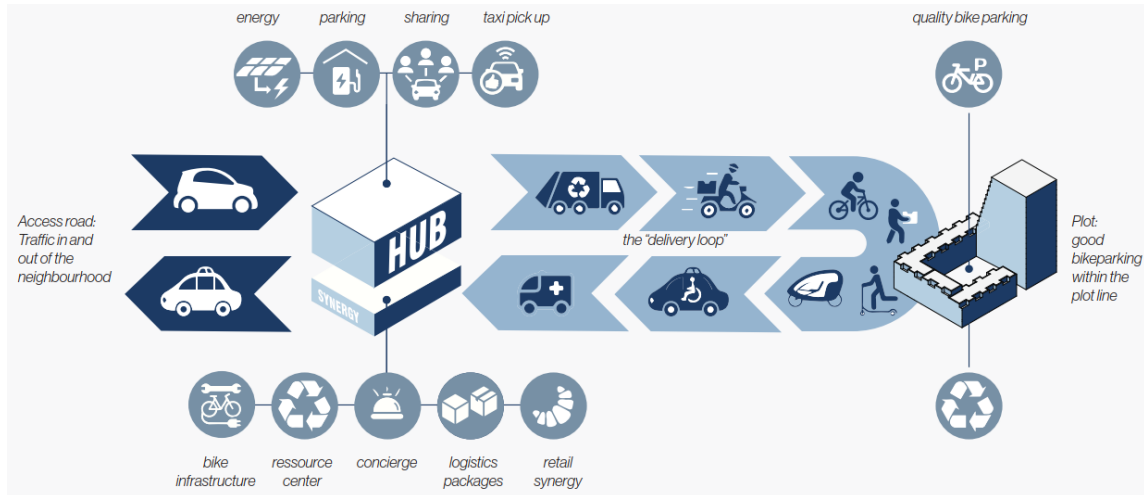 energy
parking
sharing
taxi pick up
quality bike parking
P
Access road:
Traffic in and
out of the
neighbourhood
HUB
SYNERGY
the "delivery loop"
Plot:
good
bikeparking
within the
plot line
bike
infrastructure
ressource
center
concierge
logistics
packages
retail
synergy